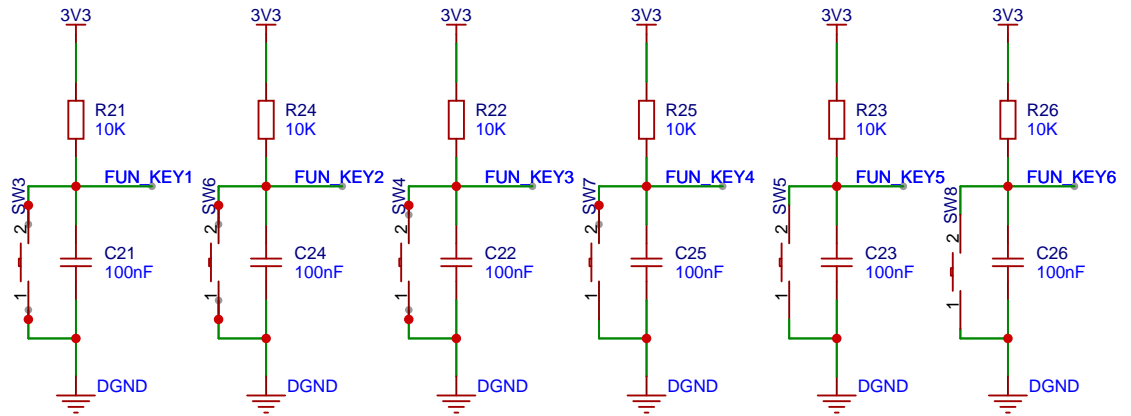 3V3 3V3 3V3 3V3 3V3 3V3
R21 R24 R22 R25 R23 R26
10K 10K 10K 10K 10K 10K
FUN_KEY1 FUN_KEY2 FUN_KEY3 FUN_KEY4 FUN_KEY5 FUN_KEY6
SW3 SW6 SW4 SW7 SW5 SW8
2 2 2 2 2 2
C21 C24 C22 C25 C23 C26
100nF 100nF 100nF 100nF 100nF 100nF
1 1 1 1 1 1
DGND DGND DGND DGND DGND DGND